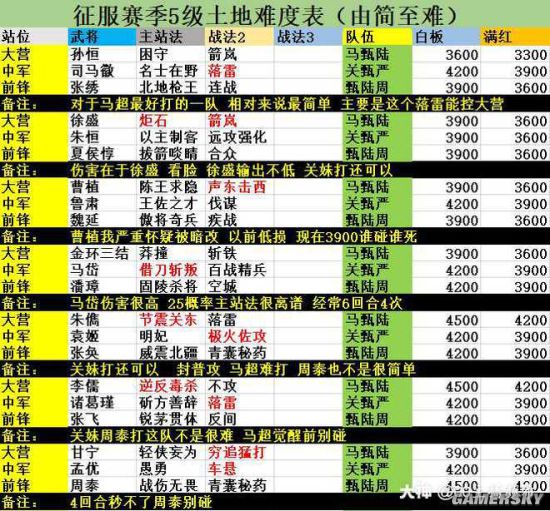 征服赛季5级土地难度表（由简至难）
站位 武将 主站法 战法2 战法3 队伍 白板 满红
大营 孙恒 困守 箭岚 马甄陆 3600 3300
中军 司马徽 名士在野 落雷 关甄严 4200 3900
前锋 张绣 北地枪王 连战 甄陆周 3900 3600
备注： 对于马超最好打的一队 相对来说最简单 主要是这个落雷能控大营
大营 徐盛 炬石 箭岚 马甄陆 3900 3600
中军 朱恒 以主制客 远攻强化 关甄严 3900 3600
前锋 夏侯惇 拔箭啖睛 合众 甄陆周 3900 3600
备注： 伤害在于徐盛 看脸 徐盛输出不低 关妹打还可以
大营 曹植 陈王求隐 声东击西 马甄陆 3900 3600
中军 鲁肃 王佐之才 伐谋 关甄严 4200 3900
前锋 魏延 傲将奇兵 疾战 甄陆周 3900 3600
备注： 曹植我严重怀疑被暗改 以前低损 现在3900谁碰谁死
大营 金环三结 莽撞 斩铁 马甄陆 3900 3600
中军 马岱 借刀斩叛 百战精兵 关甄严 4200 3900
前锋 潘璋 固陵杀将 空城 甄陆周 3900 3600
备注： 马岱伤害很高 25概率主站法很离谱 经常6回合4次
大营 朱儁 节震关东 落雷 马甄陆 4500 4200
中军 袁姬 明妃 极火佐攻 关甄严 4200 3900
前锋 张奂 威震北疆 青囊秘药 甄陆周 4200 3900
备注： 关妹打还可以 封普攻 马超难打 周泰也不是很简单
大营 李儒 逆反毒杀 不攻 马甄陆 4500 4200
中军 诸葛瑾 斫方善辞 落雷 关甄严 4200 3900
前锋 张飞 锐茅贯体 反间 甄陆周 4200 3900
备注： 关妹周泰打这队不是很难 马超觉醒前别碰
大营 甘宁 轻侠妄为 穷追猛打 马甄陆 3900 3600
中军 孟优 愚勇 车悬 关甄严 4200 3900
前锋 周泰 战伤无畏 青囊秘药 甄陆周 4500 4200
备注： 4回合秒不了周泰别碰
大神
GAMERSKY